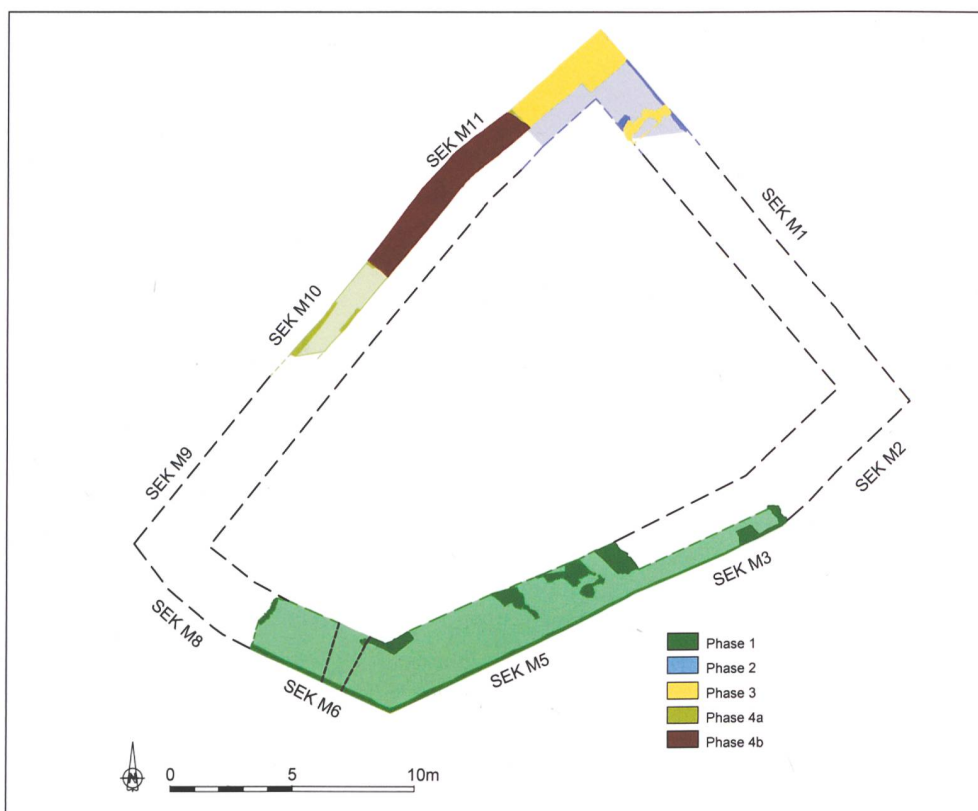 SEK M11
SEK M1
SEK M10
SEK M9
SEK M2
SEK M3
SEK M8
SEK M5
SEK M6
Phase 1
Phase 2
Phase 3
Phase 4a
Phase 4b
N
0 5 10m